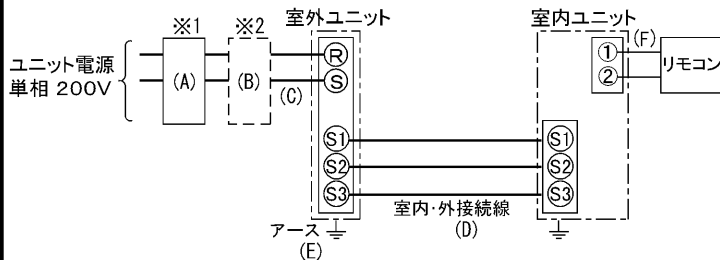 ※1
※2
室外ユニット
室内ユニット
ユニット電源
単相 200V
(A)
(B)
(C)
R
S
1
2
(F)
リモコン
S1
S2
S3
S1
S2
S3
室内・外接続線
(D)
アース
(E)